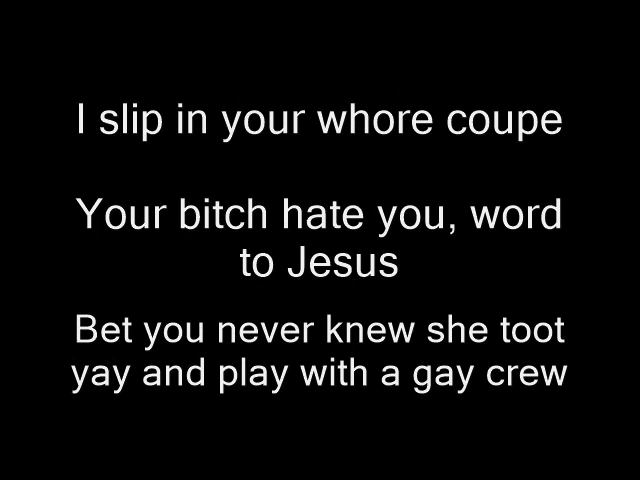 I slip in your whore coupe
Your bitch hate you, word
to Jesus
Bet you never knew she toot
yay and play with a gay crew